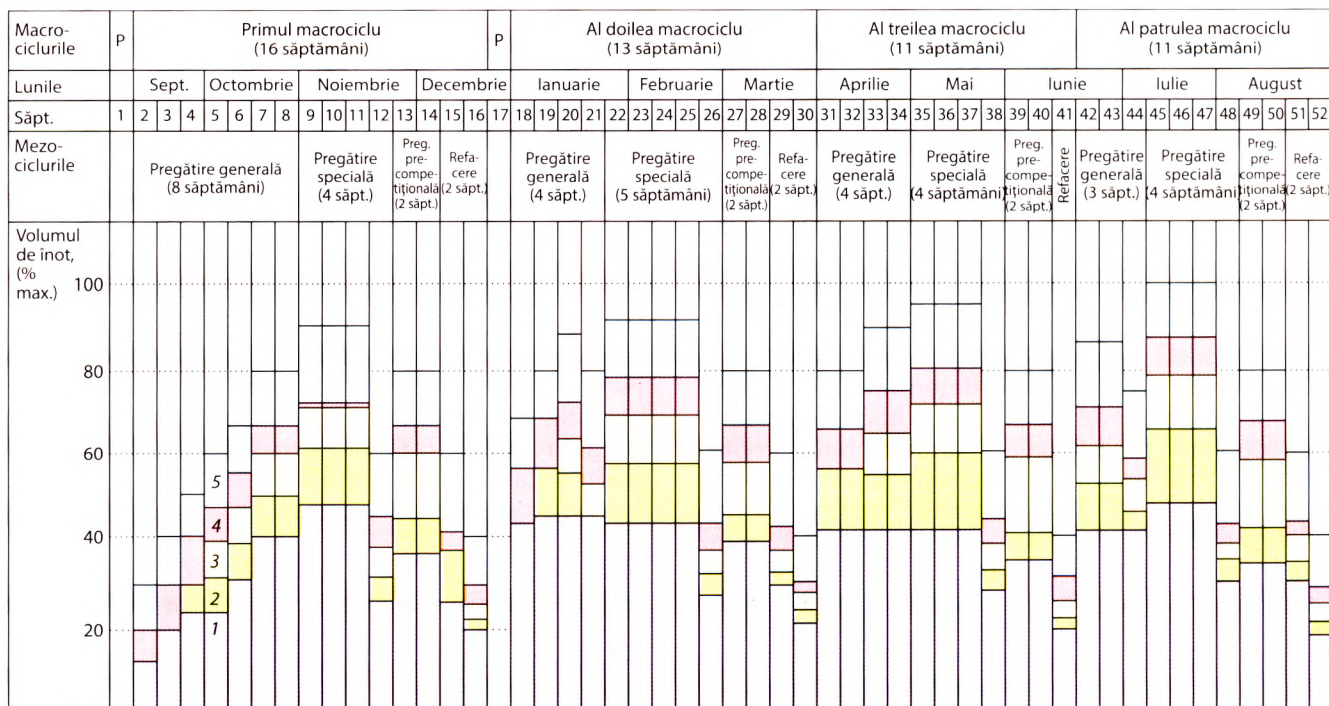 Macro-
ciclurile
P
Primul macrociclu
(16 săptămâni)
P
Al doilea macrociclu
(13 săptămâni)
Al treilea macrociclu
(11 săptămâni)
Al patrulea macrociclu
(11 săptămâni)
Lunile
Sept. Octombrie Noiembrie Decembrie Ianuarie Februarie Martie Aprilie Mai Iunie Iulie August
Săpt. 1 2 3 4 5 6 7 8 9 10 11 12 13 14 15 16 17 18 19 20 21 22 23 24 25 26 27 28 29 30 31 32 33 34 35 36 37 38 39 40 41 42 43 44 45 46 47 48 49 50 51 52
Mezo-
ciclurile
Pregătire generală
(8 săptămâni)
Pregătire
specială
(4 săpt.)
Preg.
pre-
compe-
tițională
(2 săpt.)
Refa-
cere
(2 săpt.)
Pregătire
generală
(4 săpt.)
Pregătire
specială
(5 săptămâni)
Preg.
pre-
compe-
tițională
(2 săpt.)
Refa-
cere
(2 săpt.)
Pregătire
generală
(4 săpt.)
Pregătire
specială
(4 săptămâni)
Preg.
pre-
compe-
tițională
(2 săpt.)
Refacere
Pregătire
generală
(3 săpt.)
Pregătire
specială
(4 săptămâni)
Preg.
pre-
compe-
tițională
(2 săpt.)
Refa-
cere
(2 săpt.)
Volumul
de înot,
(%
max.)
100
80
60
40
20
5
4
3
2
1